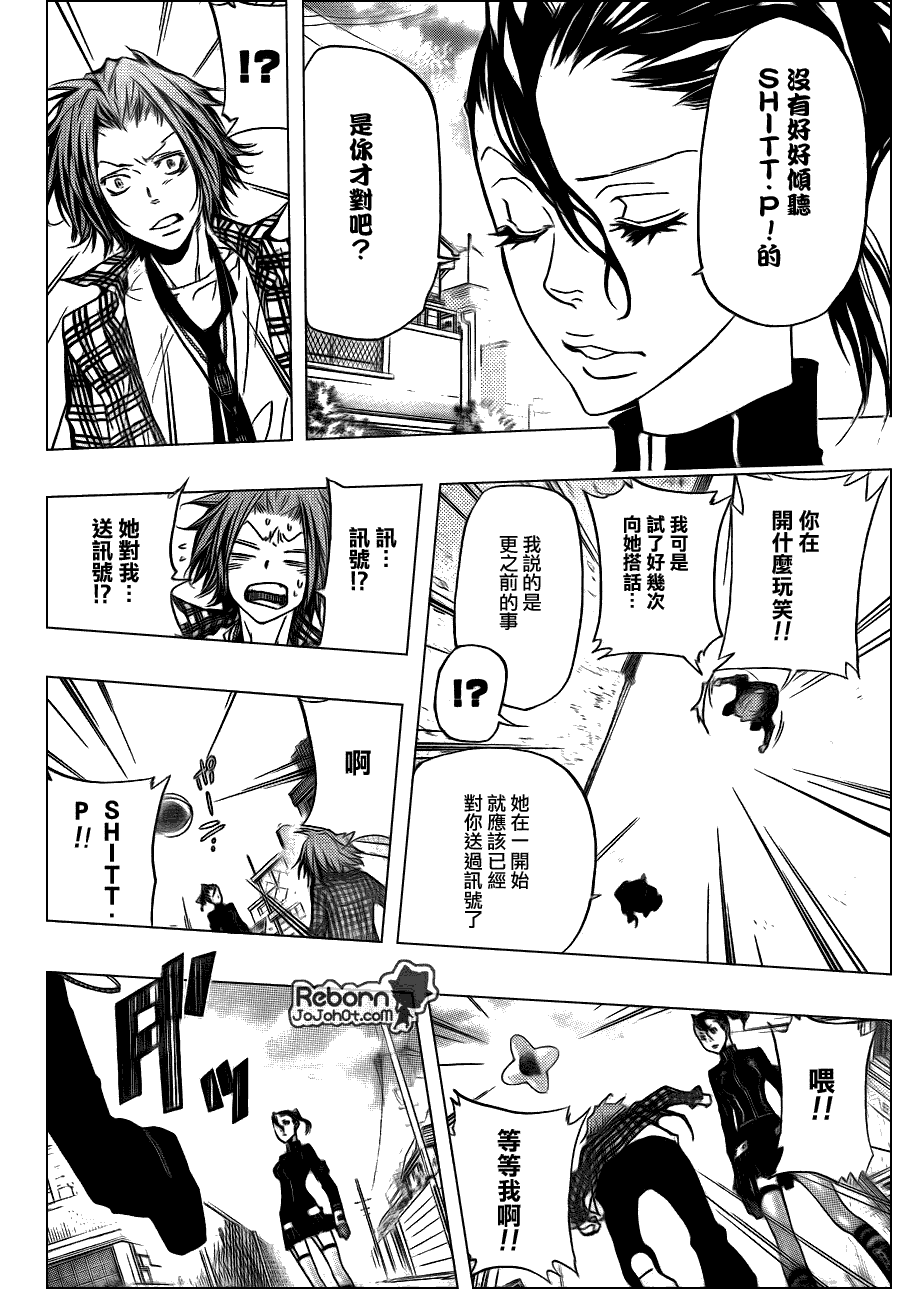 沒有好好傾聽
SHITT.P!的
是你才對吧？
!?
你在
開什麼玩笑!!
我可是
試了好幾次
向她搭話…
我說的是
更之前的事
!?
她在一開始
就應該已經
對你送過訊號了
訊…
訊號!?
她對我…
送訊號!?
啊
SHITT.
P!!
喂!!
等等我啊!!
Reborn
JoJoHOt.com